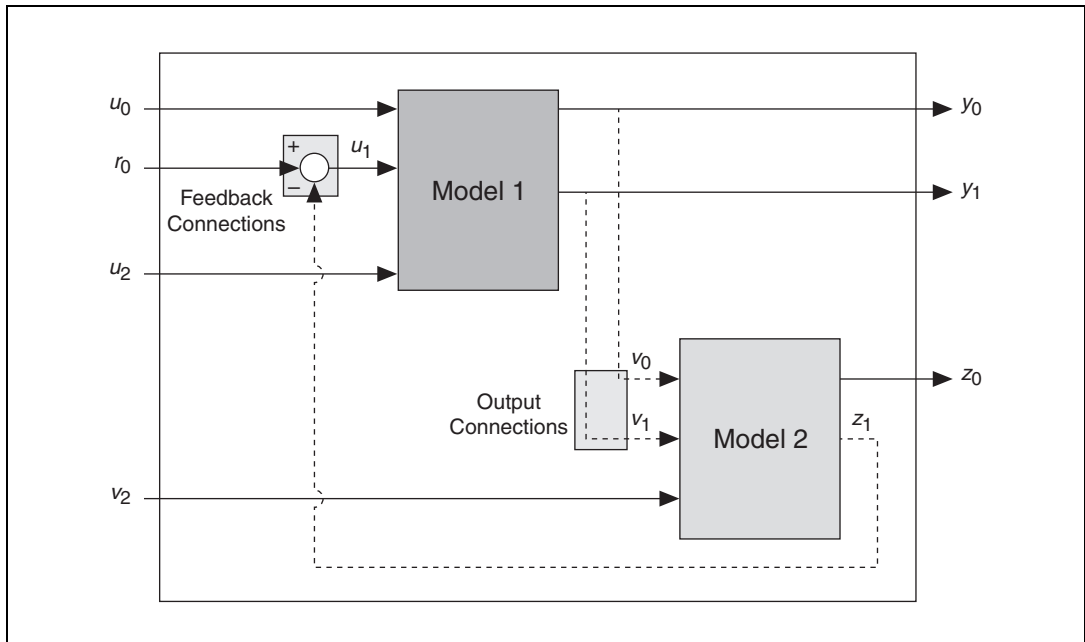 u0
y0
+
u1
r0
−
Model 1
y1
Feedback
Connections
u2
v0
z0
Output
Connections
v1
z1
Model 2
v2